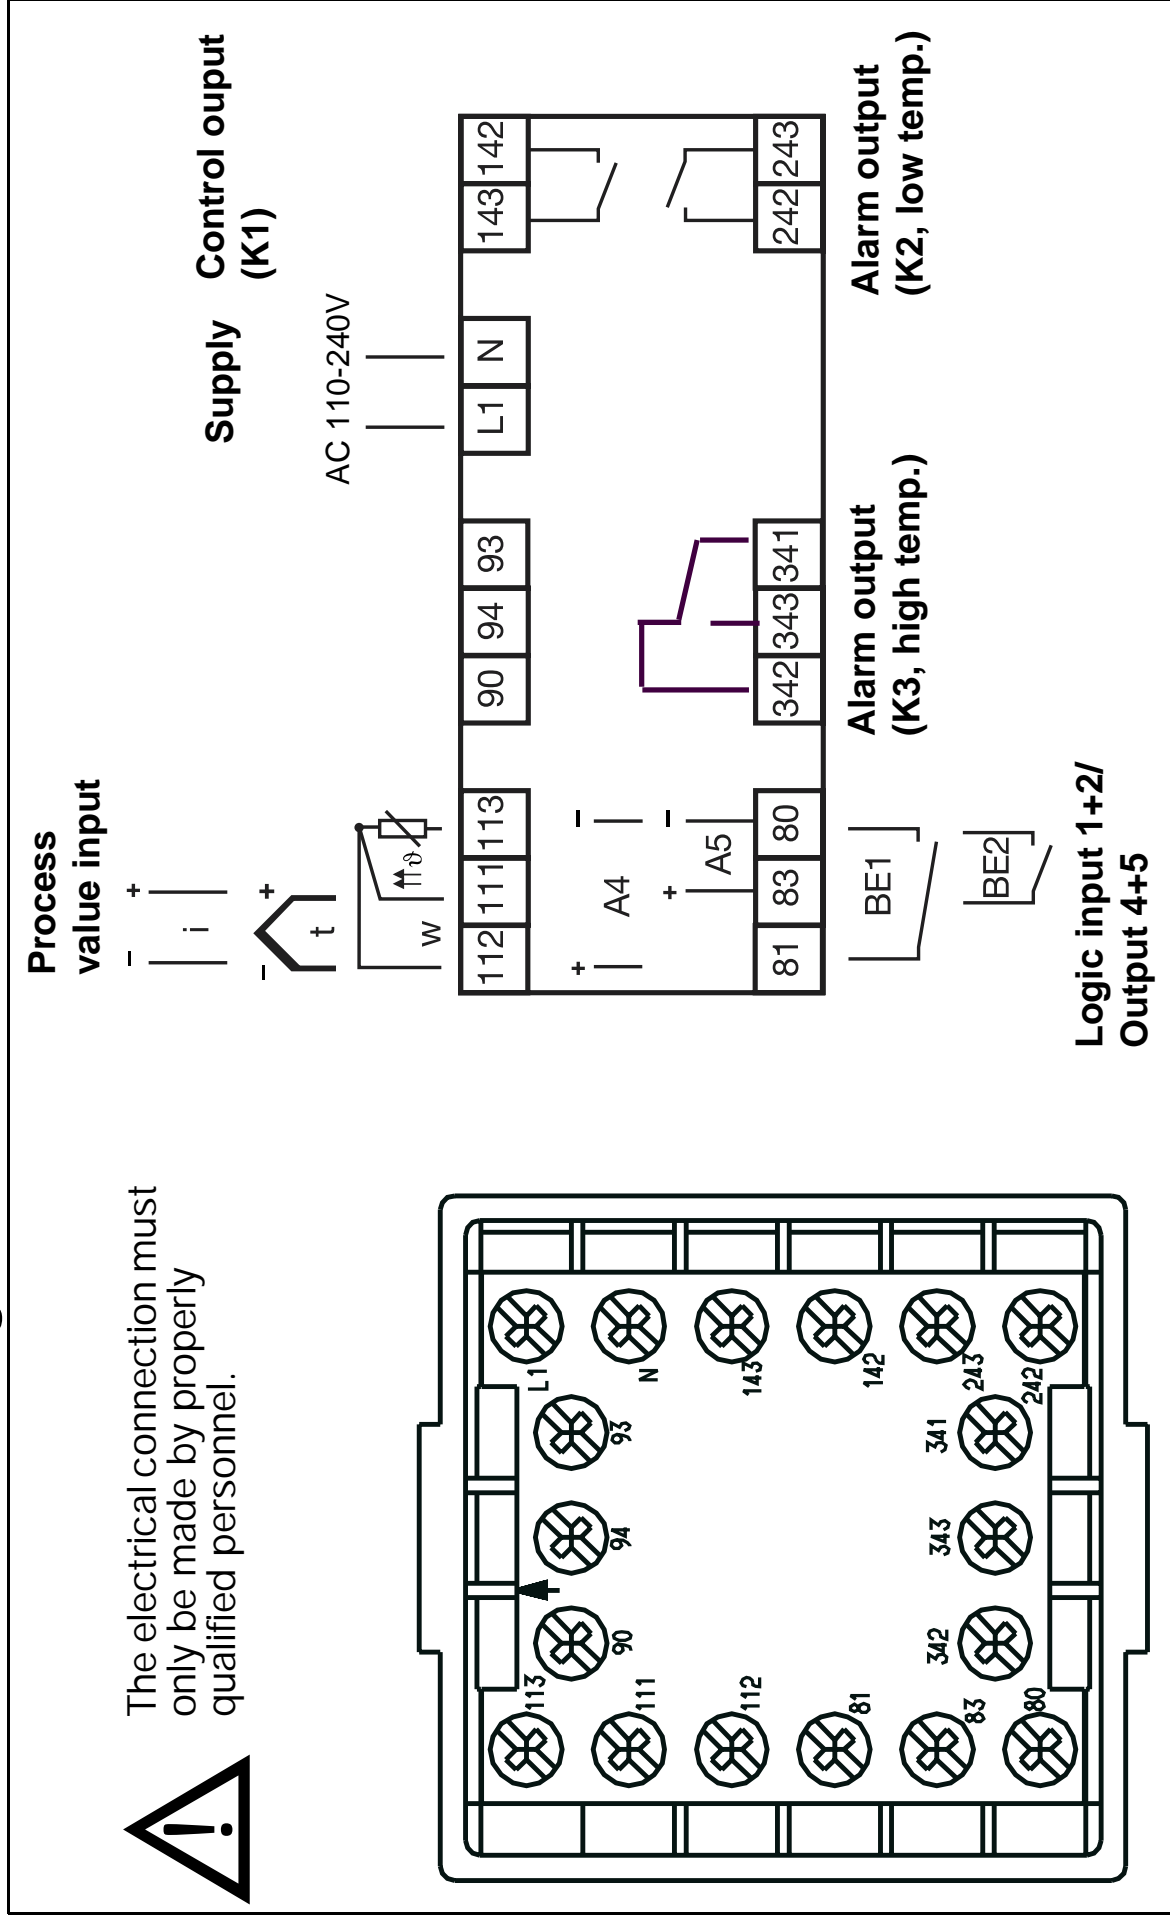 !
The electrical connection must
only be made by properly
qualified personnel.
113
90
94
93
L1
111
N
112
143
81
142
83
342
343
341
243
80
242
Process
value input
− +
i
− +
t
w
ϑ
Supply
AC 110-240V
Control ouput
(K1)
112 111 113 90 94 93 L1 N 143 142
+ A4 −
+ A5 −
81 83 80 342 343 341 242 243
BE1
BE2
Logic input 1+2/
Output 4+5
Alarm output
(K3, high temp.)
Alarm output
(K2, low temp.)